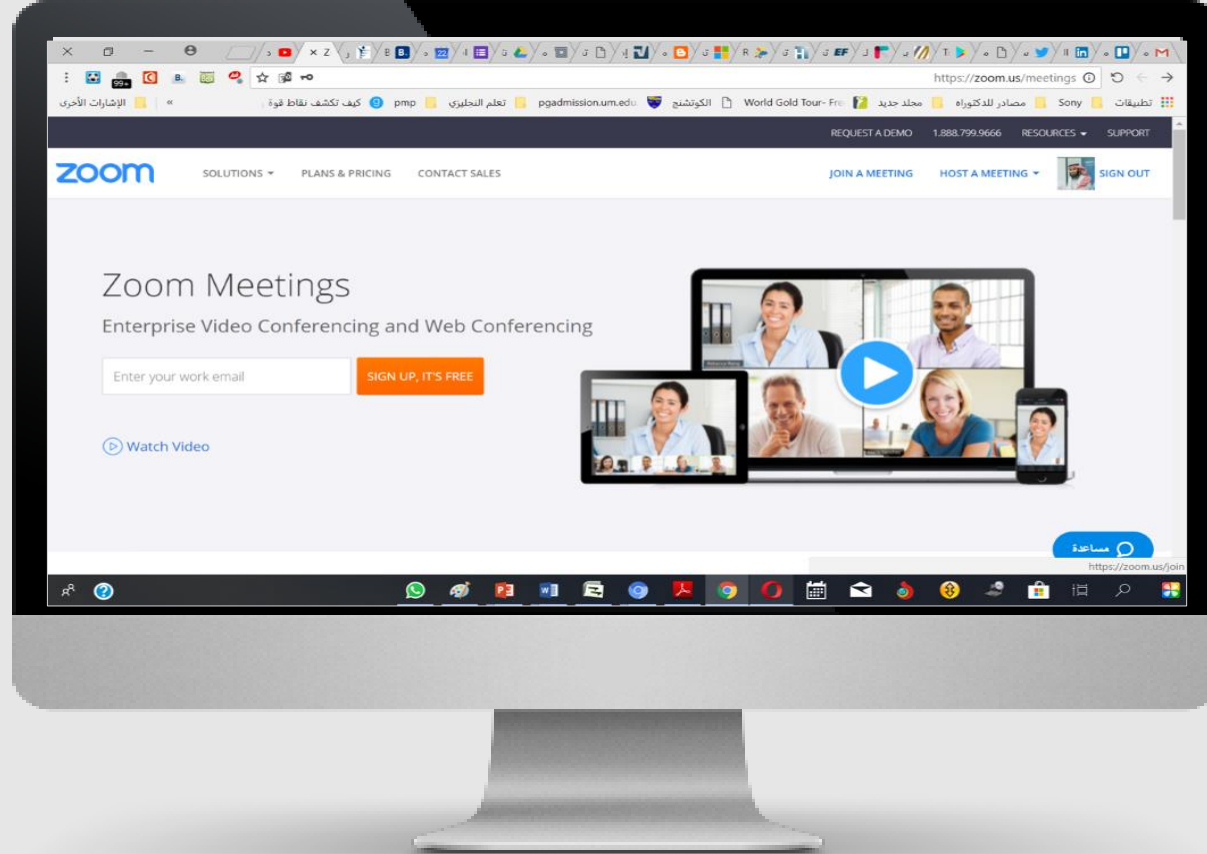 https://zoom.us/meetings
تطبيقات
Sony
مصادر للدكتوراه
مجلد جديد
World Gold Tour- Fre
الكوتشنج
pgadmission.um.edu
تعلم النجليزي
pmp
كيف تكشف نقاط قوة
»
الإشارات الأخرى
99+
REQUEST A DEMO 1.888.799.9666 RESOURCES SUPPORT
zoom SOLUTIONS PLANS & PRICING CONTACT SALES JOIN A MEETING HOST A MEETING SIGN OUT
Zoom Meetings
Enterprise Video Conferencing and Web Conferencing
Enter your work email SIGN UP, IT'S FREE
Watch Video
مساعدة
https://zoom.us/join